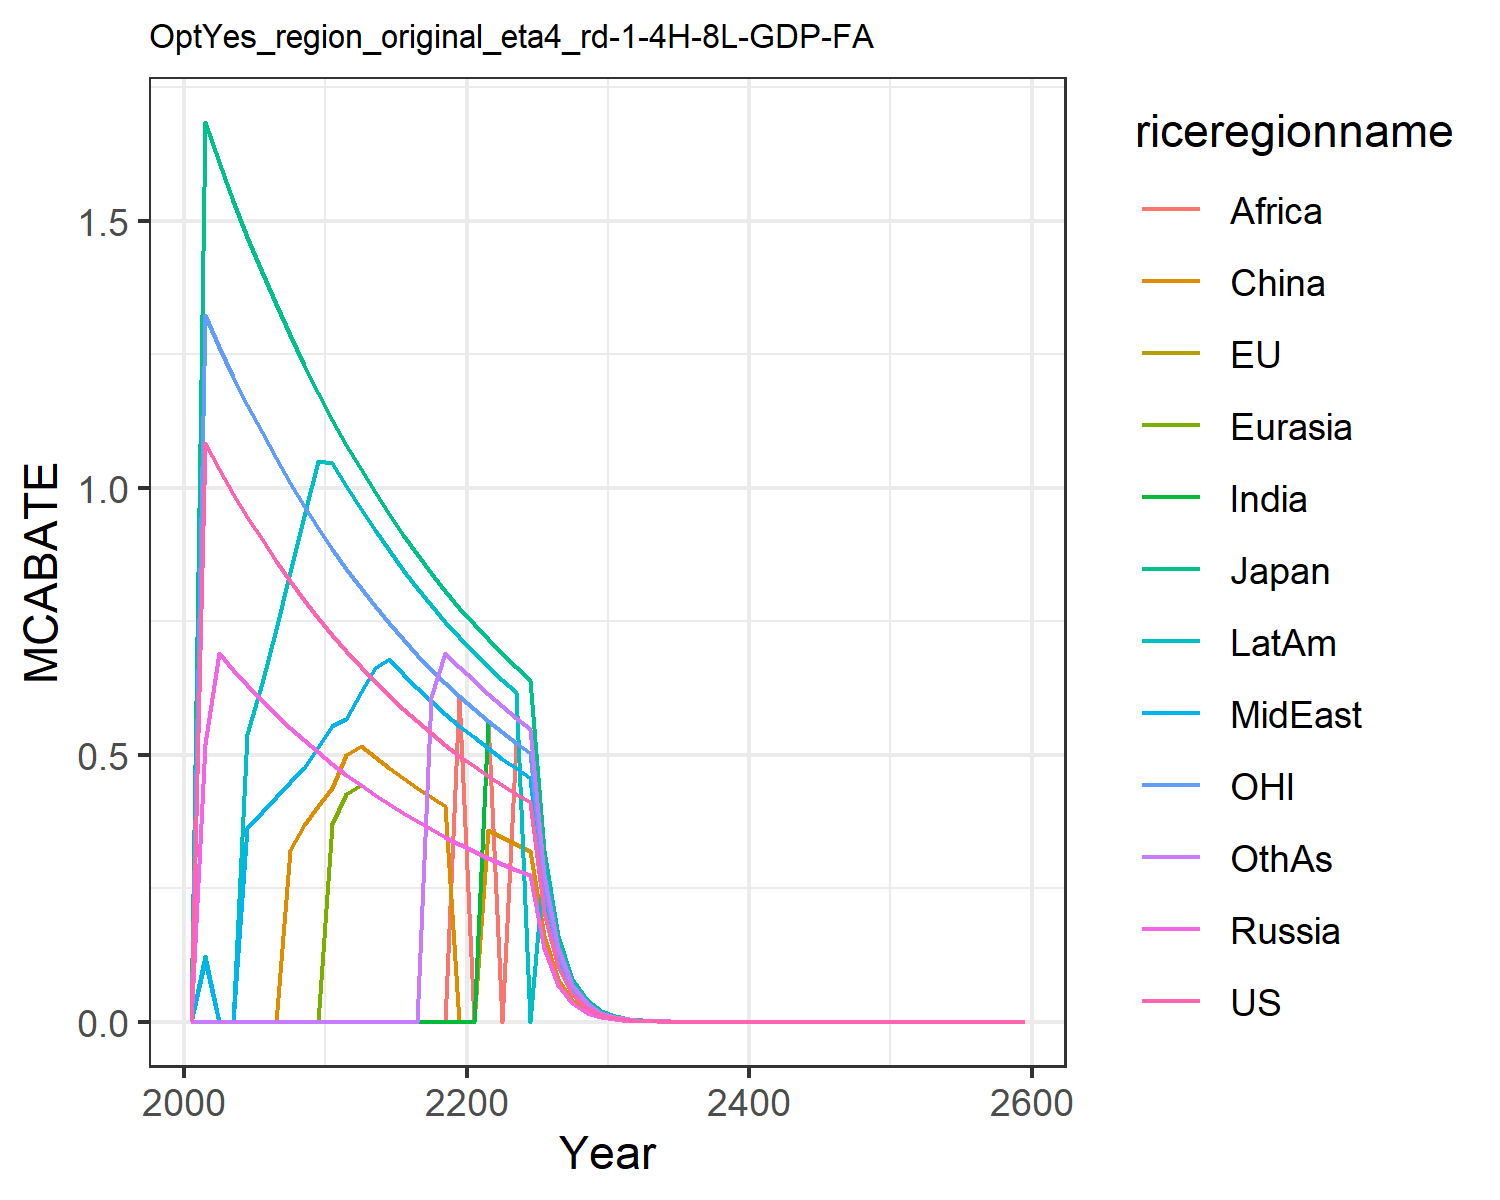 OptYes_region_original_eta4_rd-1-4H-8L-GDP-FA
MCABATE
1.5
1.0
0.5
0.0
2000
2200
2400
2600
Year
riceregionname
Africa
China
EU
Eurasia
India
Japan
LatAm
MidEast
OHI
OthAs
Russia
US